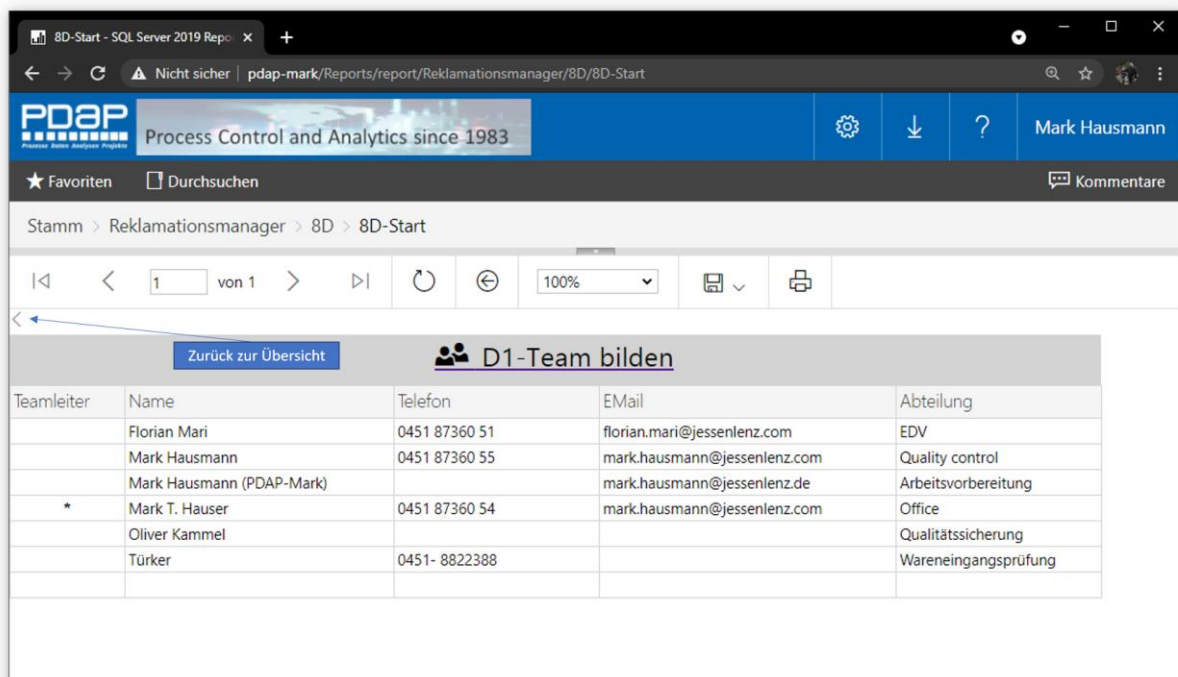 8D-Start - SQL Server 2019 Repo
Nicht sicher | pdap-mark/Reports/report/Reklamationsmanager/8D/8D-Start
PDAP
Prozesse Daten Analysen Projekte
Process Control and Analytics since 1983
? Mark Hausmann
Favoriten Durchsuchen Kommentare
Stamm > Reklamationsmanager > 8D > 8D-Start
1 von 1 100%
Zurück zur Übersicht D1-Team bilden
Teamleiter Name Telefon EMail Abteilung
Florian Mari 0451 87360 51 florian.mari@jessenlenz.com EDV
Mark Hausmann 0451 87360 55 mark.hausmann@jessenlenz.com Quality control
Mark Hausmann (PDAP-Mark) mark.hausmann@jessenlenz.de Arbeitsvorbereitung
* Mark T. Hauser 0451 87360 54 mark.hausmann@jessenlenz.com Office
Oliver Kammel Qualitätssicherung
Türker 0451- 8822388 Wareneingangsprüfung